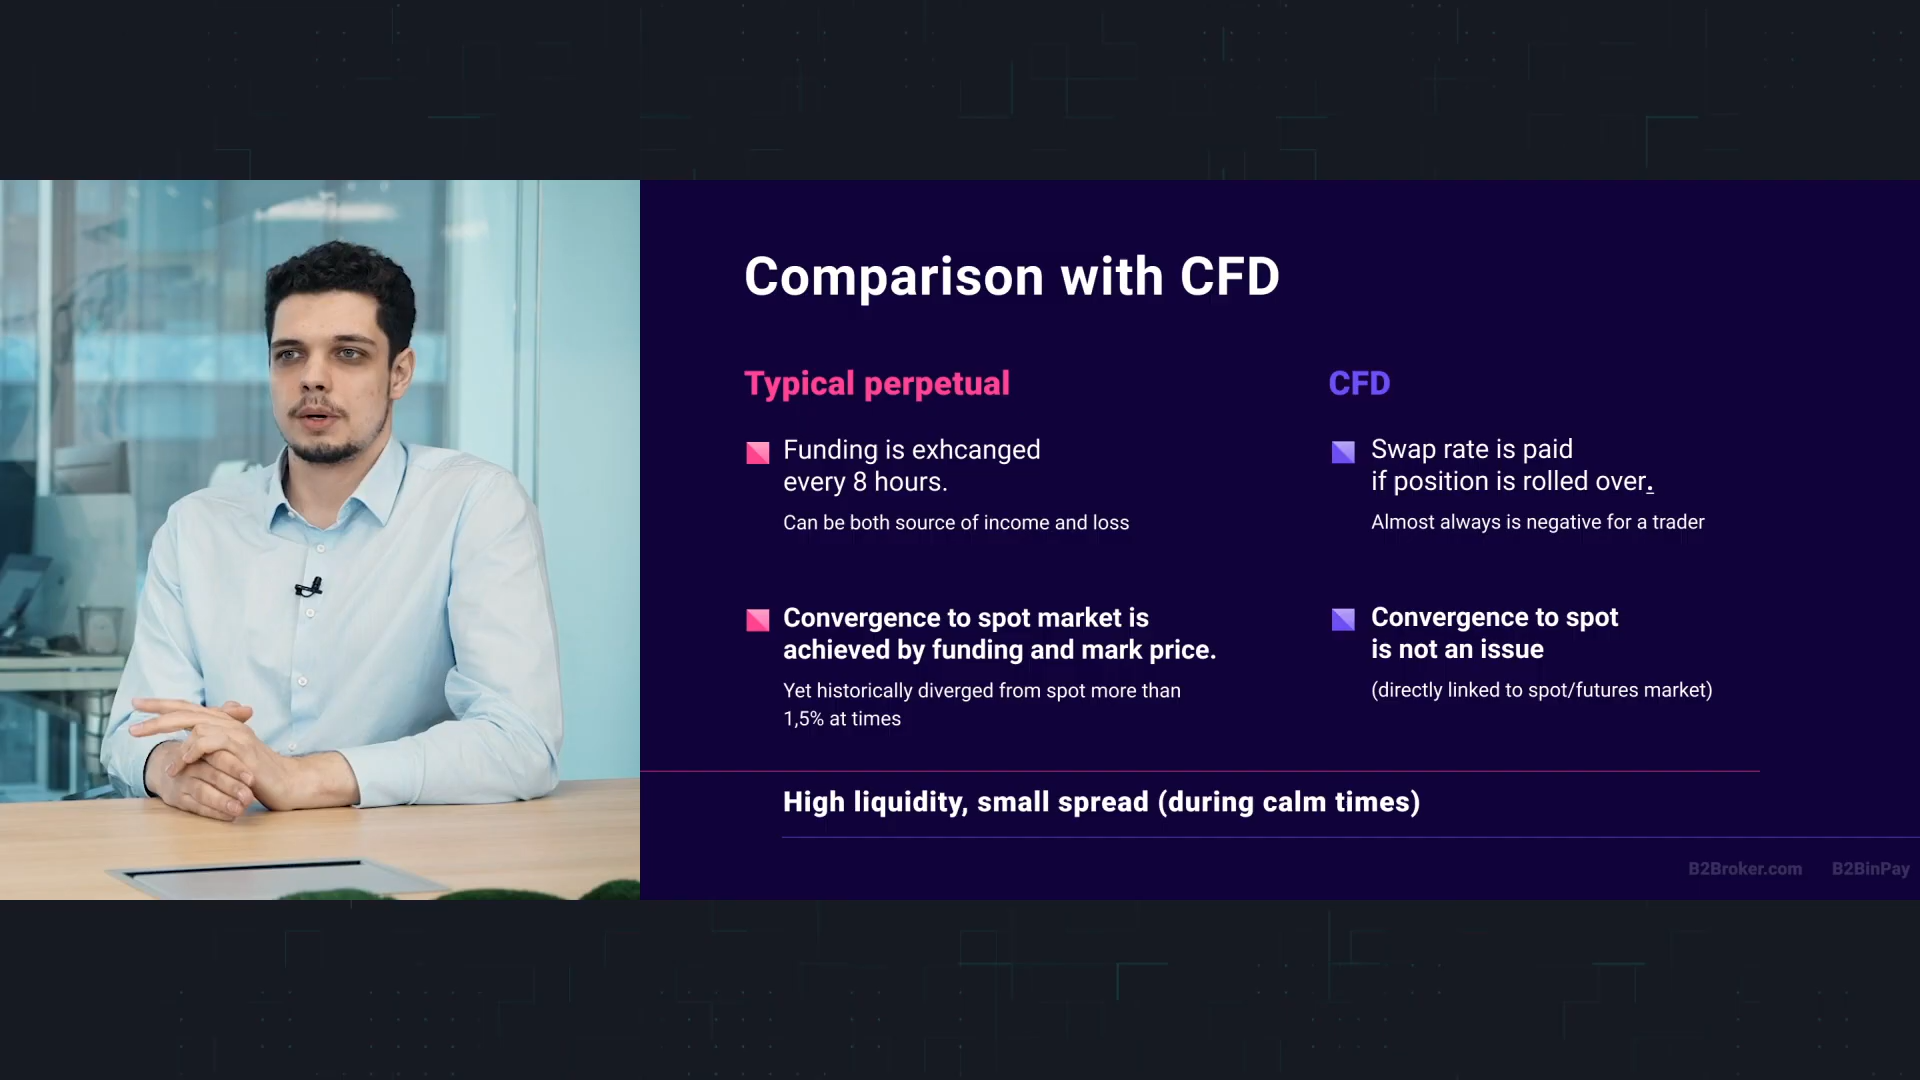 Comparison with CFD
Typical perpetual
Funding is exhcanged
every 8 hours.
Can be both source of income and loss
Convergence to spot market is
achieved by funding and mark price.
Yet historically diverged from spot more than
1,5% at times
CFD
Swap rate is paid
if position is rolled over.
Almost always is negative for a trader
Convergence to spot
is not an issue
(directly linked to spot/futures market)
High liquidity, small spread (during calm times)
B2Broker.com B2BinPay